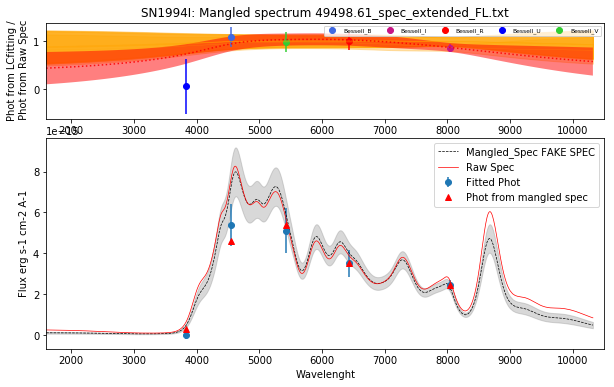 SN1994I: Mangled spectrum 49498.61_spec_extended_FL.txt
Phot from LCfitting /
Phot from Raw Spec
1
0
Bessell_B
Bessell_I
Bessell_R
Bessell_U
Bessell_V
2000
3000
4000
5000
6000
7000
8000
9000
10000
1e−15
Flux erg s-1 cm-2 A-1
8
6
4
2
0
Mangled_Spec FAKE SPEC
Raw Spec
Fitted Phot
Phot from mangled spec
2000
3000
4000
5000
6000
7000
8000
9000
10000
Wavelenght